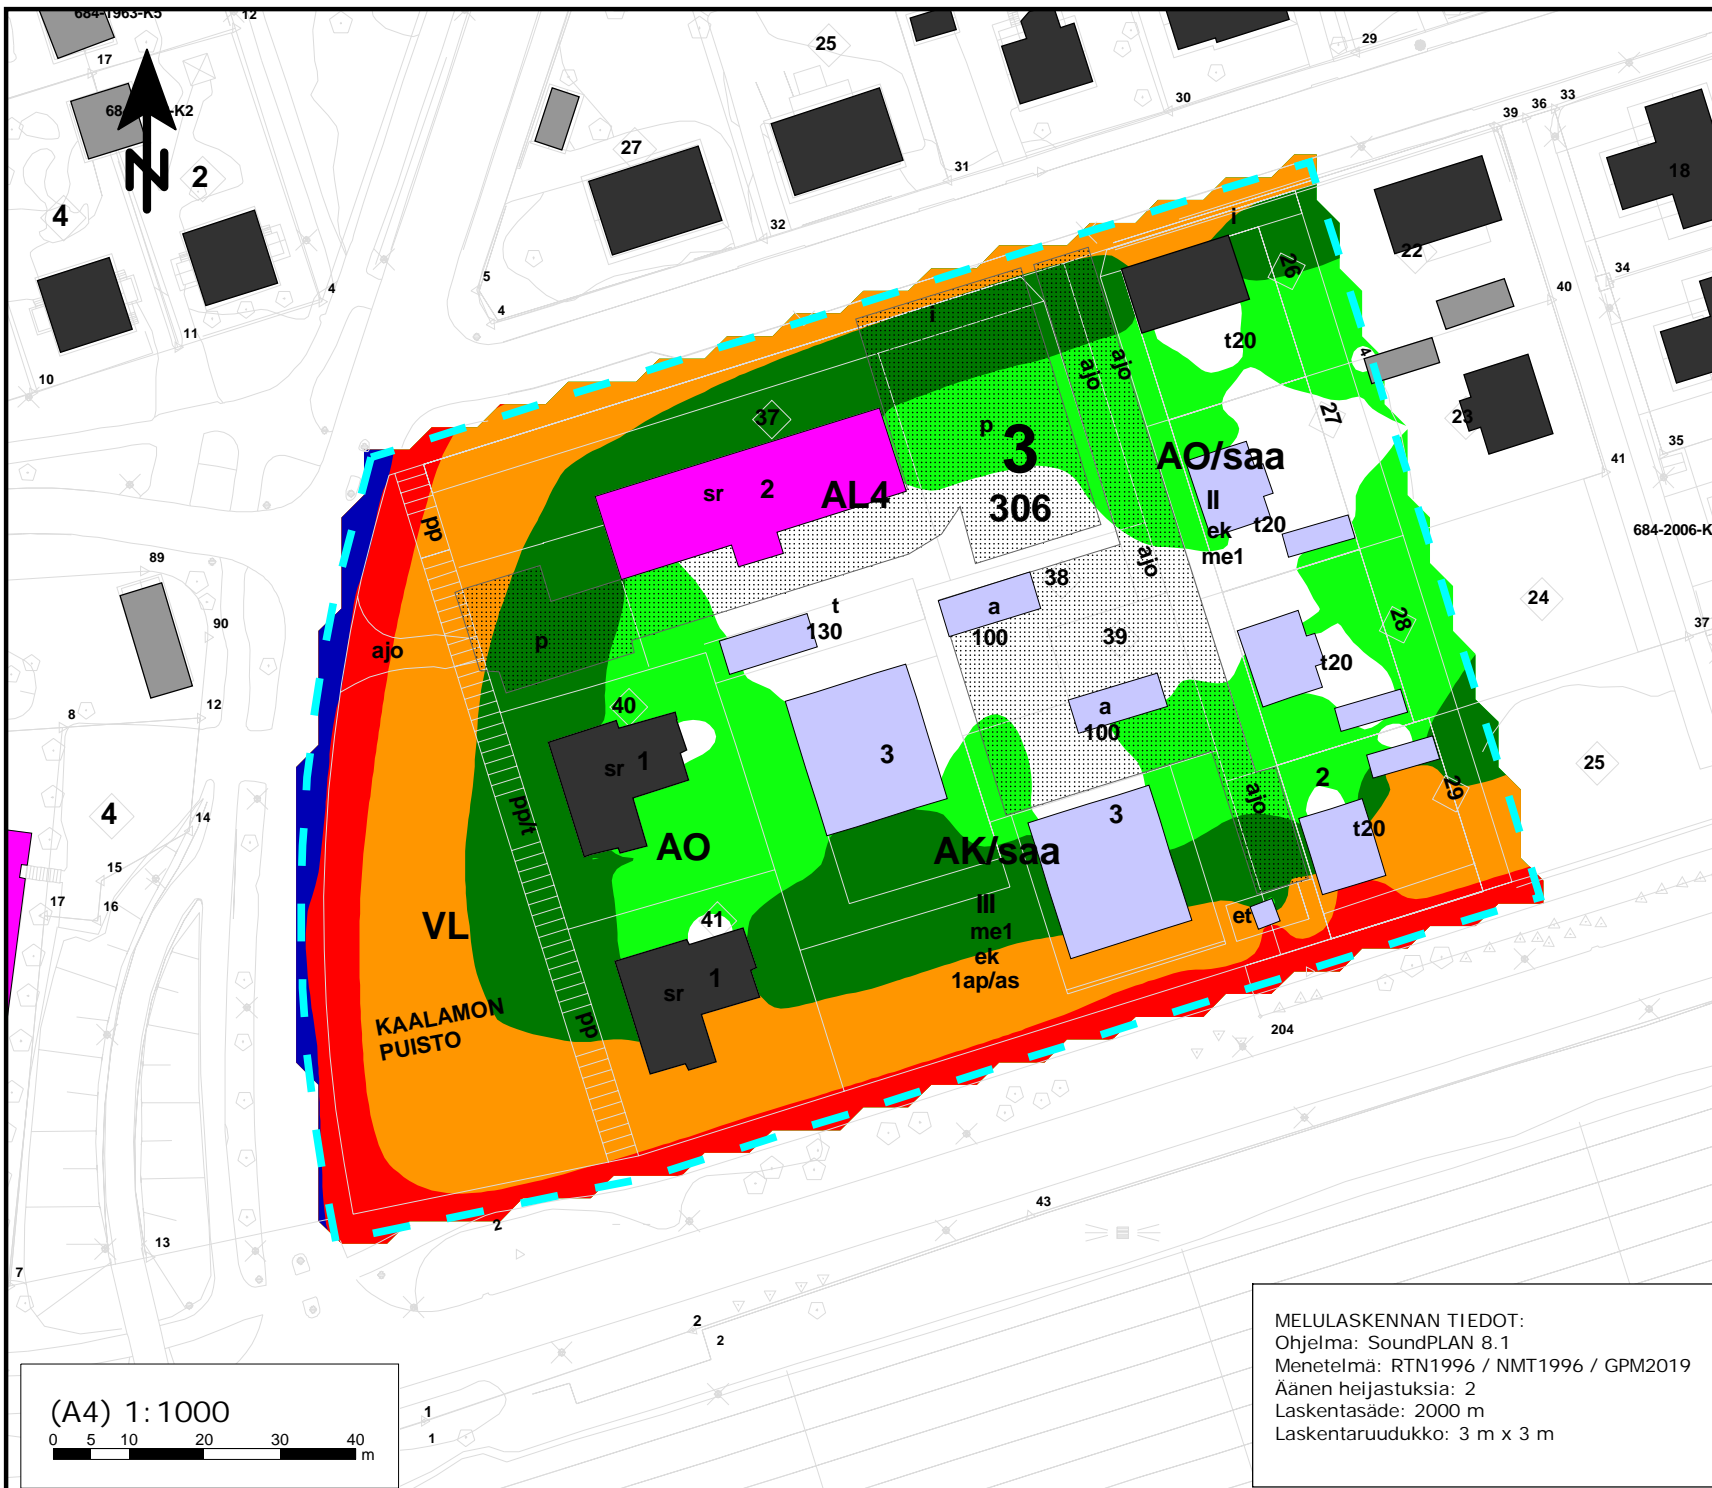 684-1963-K5
12
17
25
29
K2
27
30
33
36
39
2
4
31
18
32
i
26
22
34
5
4
4
40
11
i
t20
4
10
ajo
ajo
27
23
37
p
3
35
AO/saa
41
sr 2
AL4
II
306
t20
pp
ek
684-2006-K
me1
89
ajo
38
t
a
24
90
130
100
39
28
37
ajo
p
t20
12
40
a
8
100
3
25
sr 1
2
29
ajo
4
pp/t
3
t20
14
AO
AK/saa
15
17
16
41
III
et
VL
me1
ek
sr 1
1ap/as
KAALAMON
PUISTO
pp
204
43
2
13
7
2
2
1
1
MELULASKENNAN TIEDOT:
Ohjelma: SoundPLAN 8.1
Menetelmä: RTN1996 / NMT1996 / GPM2019
Äänen heijastuksia: 2
Laskentasäde: 2000 m
Laskentaruudukko: 3 m x 3 m
(A4) 1:1000
0 5 10 20 30 40
m